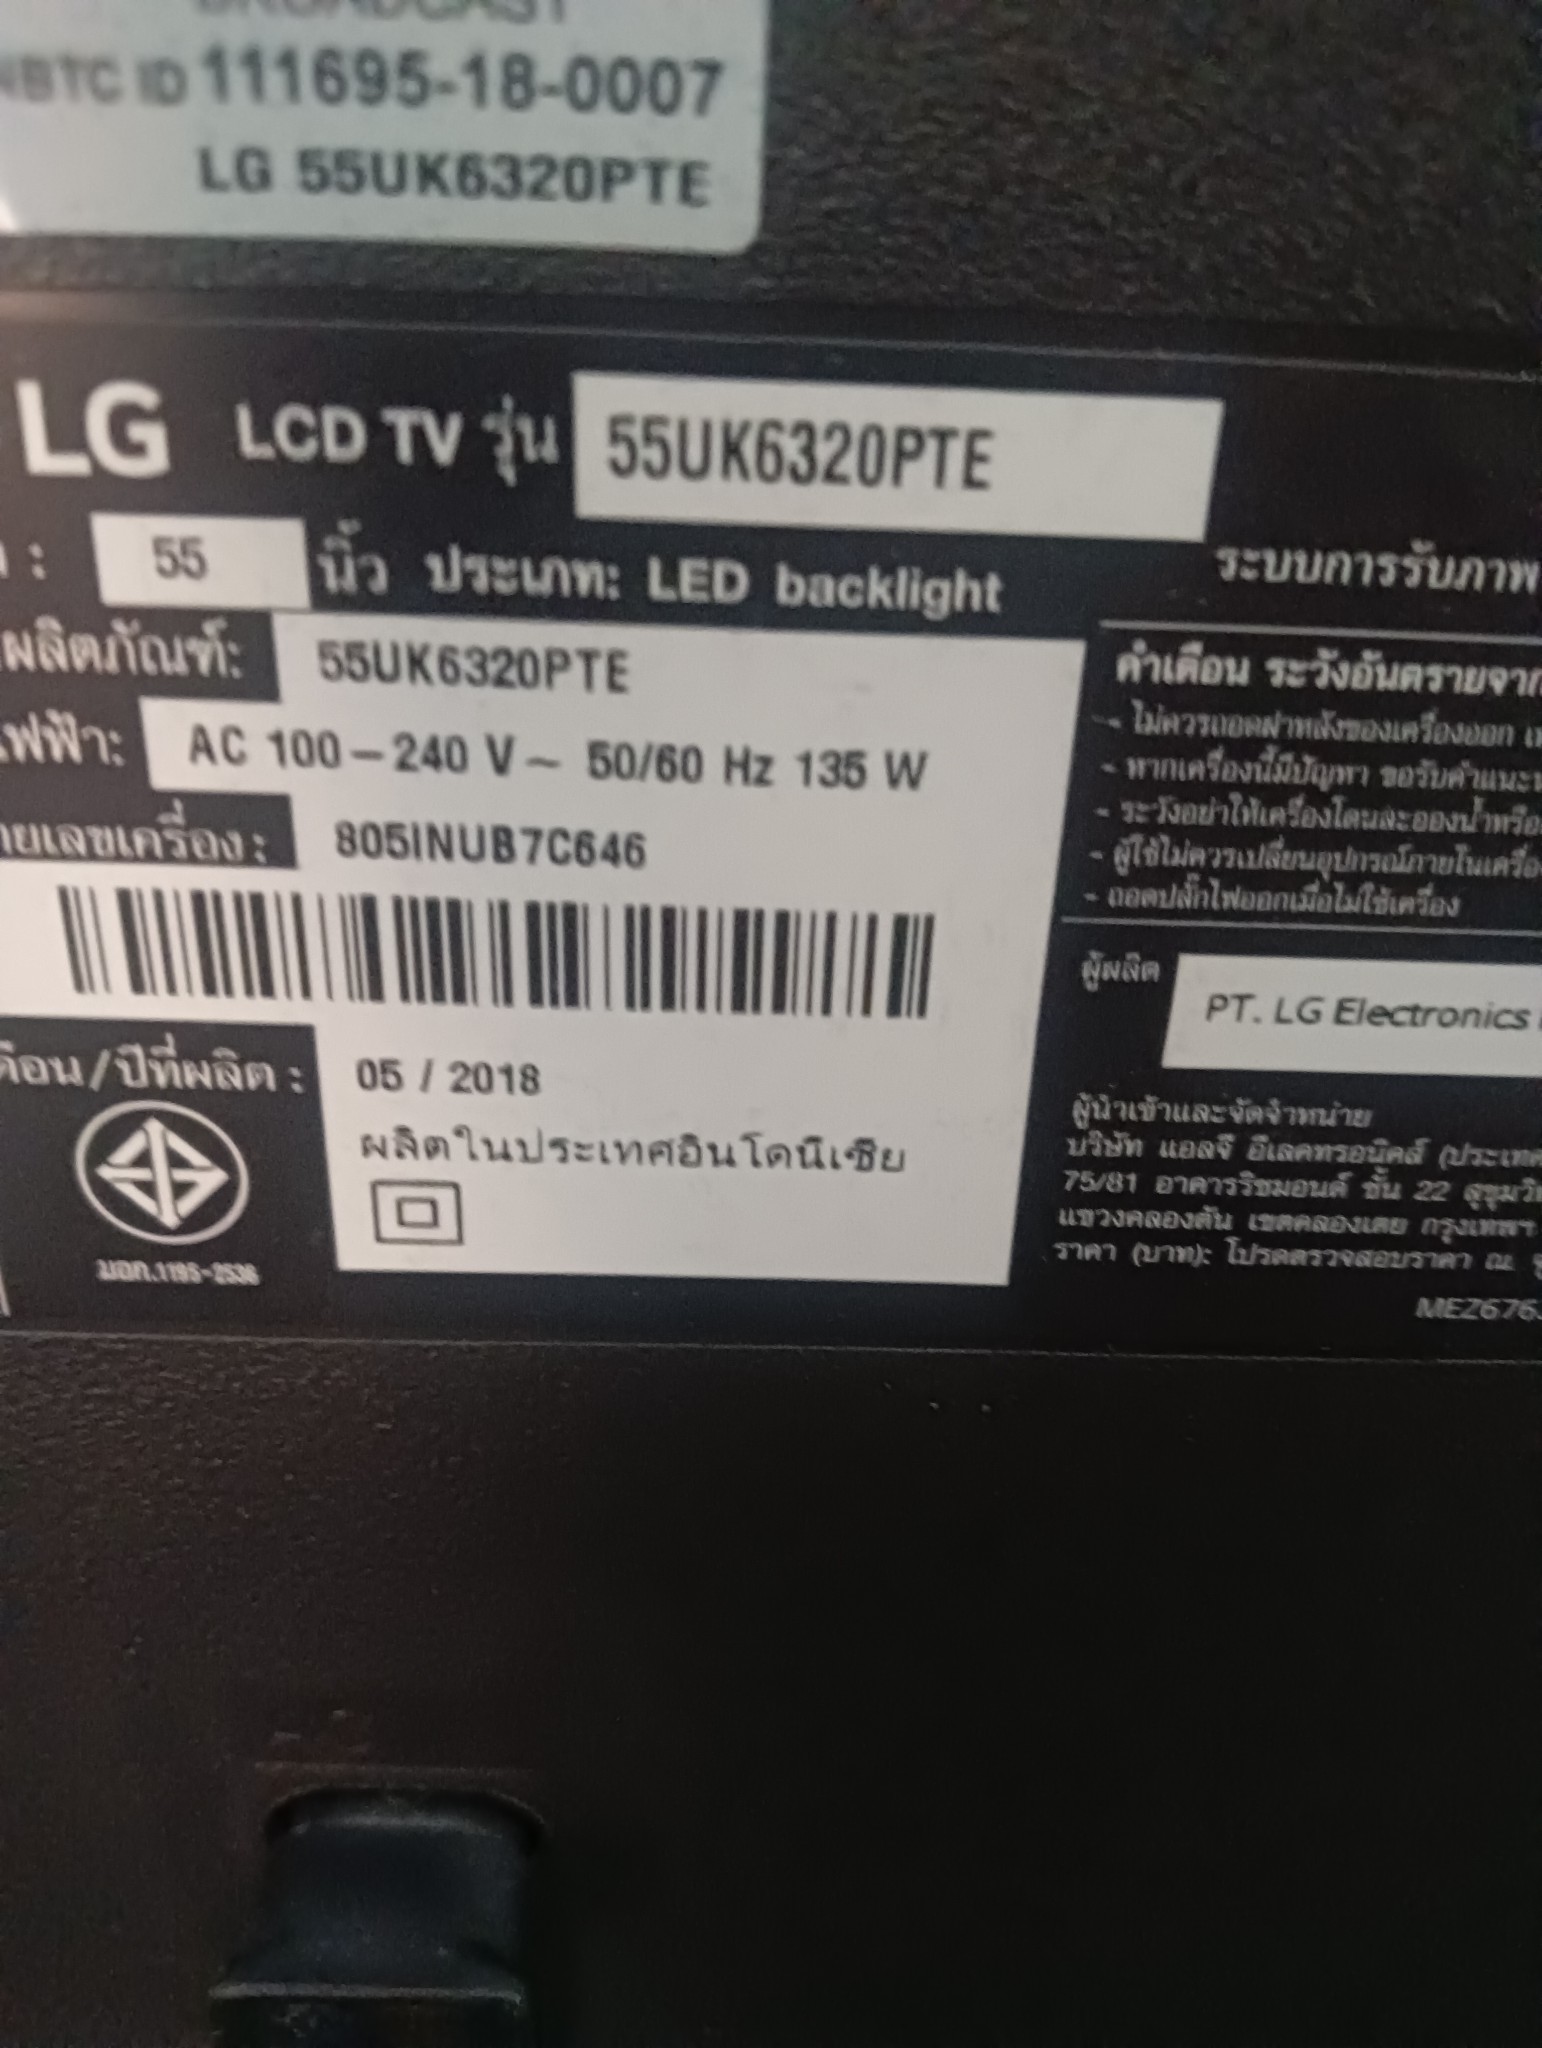 BROADCAST
NBTC ID 111695-18-0007
LG 55UK6320PTE
LG LCD TV รุ่น 55UK6320PTE
: 55 นิ้ว ประเภท: LED backlight
ระบบการรับภาพ
ผลิตภัณฑ์: 55UK6320PTE
ไฟฟ้า: AC 100-240 V~ 50/60 Hz 135 W
ายเลขเครื่อง: 805INUB7C646
คำเตือน ระวังอันตรายจาก
- ไม่ควรถอดฝาหลังของเครื่องออก
- หากเครื่องนี้มีปัญหา ขอรับคำแนะ
- ระวังอย่าให้เครื่องโดนละอองน้ำหรือ
- ผู้ใช้ไม่ควรเปลี่ยนอุปกรณ์ภายในเครื่อง
- ถอดปลั๊กไฟออกเมื่อไม่ใช้เครื่อง
ผู้ผลิต PT. LG Electronics
ดือน/ปีที่ผลิต: 05 / 2018
ผลิตในประเทศอินโดนีเซีย
มอก.1195-2536
ผู้นำเข้าและจัดจำหน่าย
บริษัท แอลจี อีเลคทรอนิคส์ (ประเทศ
75/81 อาคารริชมอนด์ ชั้น 22 สุขุมวิ
แขวงคลองตัน เขตคลองเตย กรุงเทพฯ
ราคา (บาท): โปรดตรวจสอบราคา ณ
MEZ6763